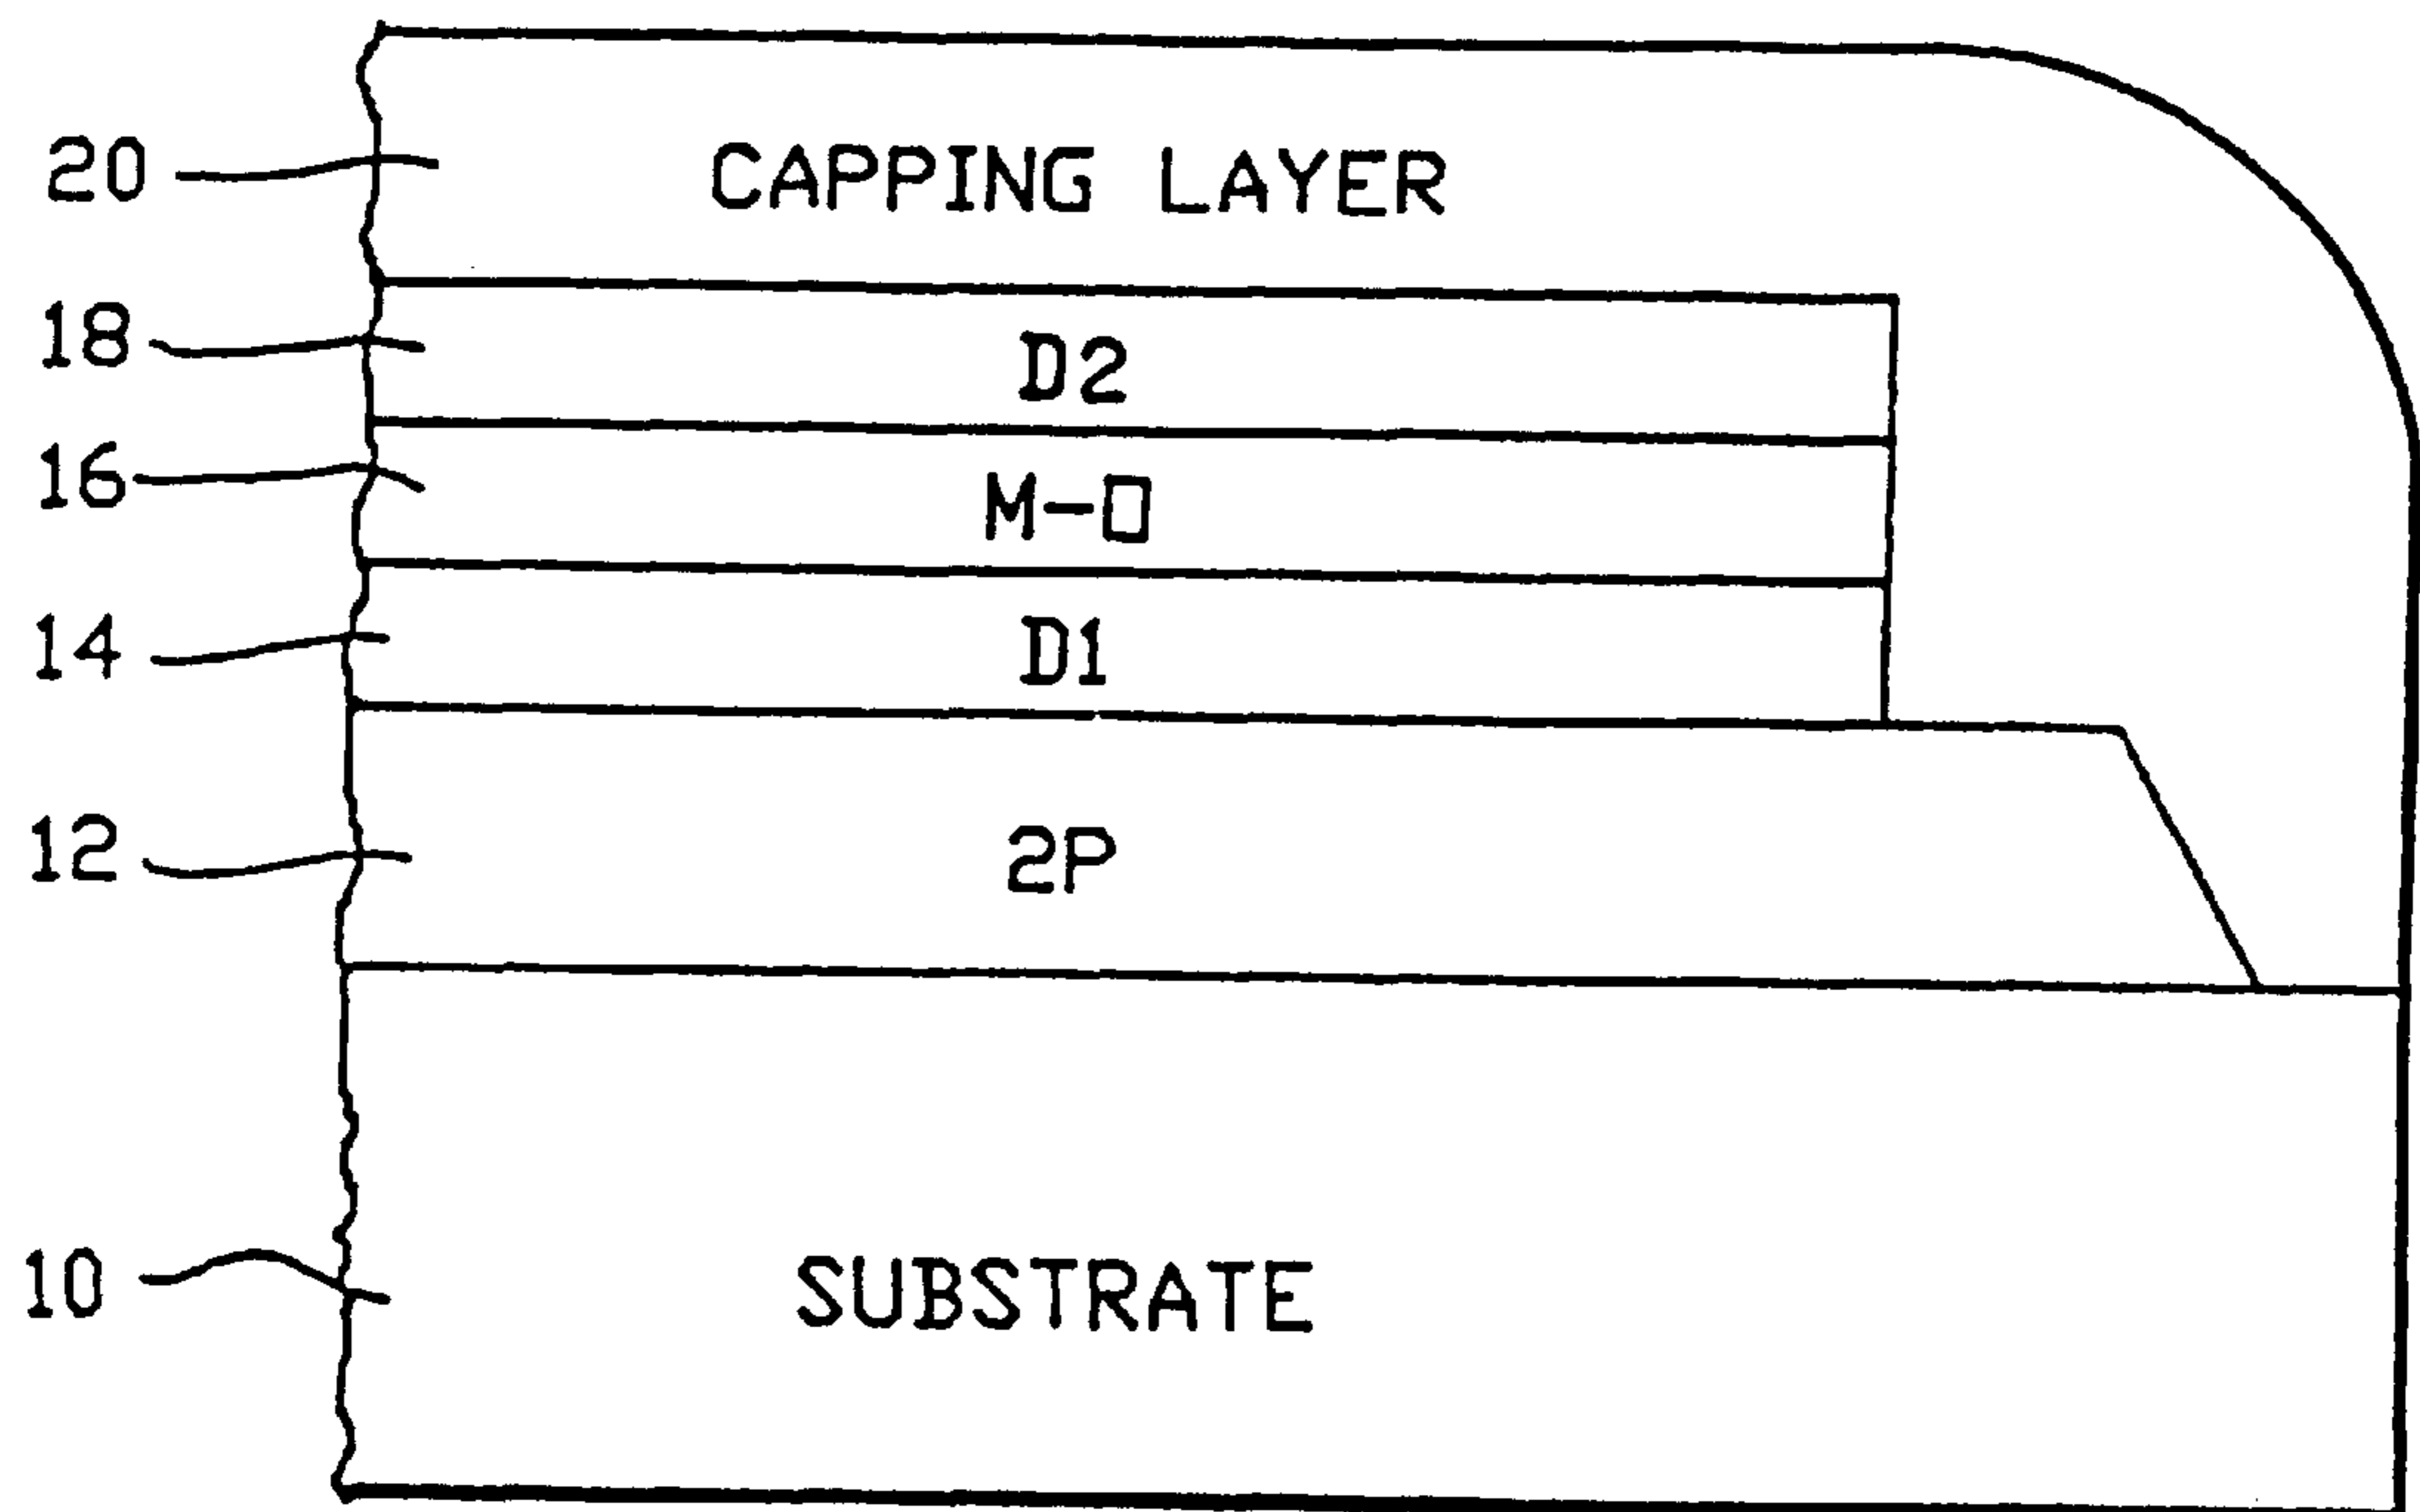 20 CAPPING LAYER
18 D2
16 M-O
14 D1
12 2P
10 SUBSTRATE